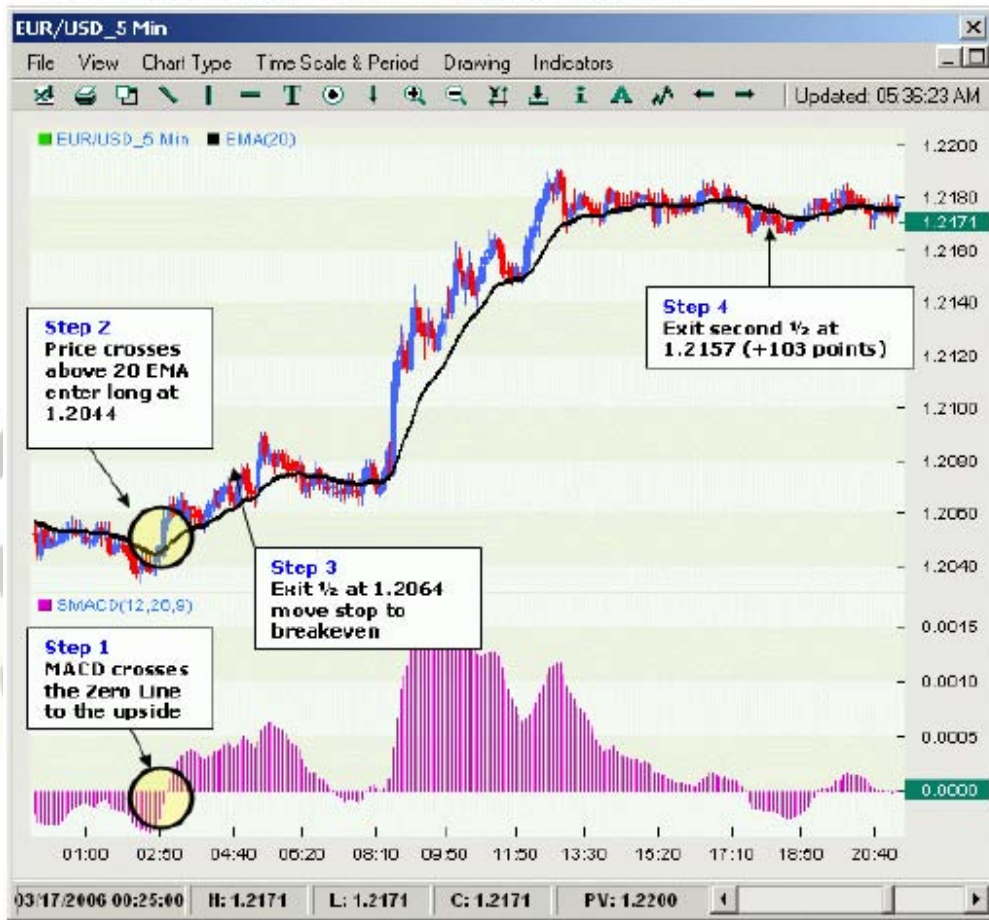 EUR/USD_5 Min
File View Chart Type Time Scale & Period Drawing Indicators
T i A Updated: 05:36:23 AM
EUR/USD_5 Min EMA(20)
1.2200
1.2180
1.2171
1.2160
1.2140
1.2120
1.2100
1.2080
1.2060
1.2040
Step 2
Price crosses
above 20 EMA
enter long at
1.2044
Step 4
Exit second ½ at
1.2157 (+103 points)
Step 3
Exit ½ at 1.2064
move stop to
breakeven
SMACD(12,26,9)
Step 1
MACD crosses
the Zero Line
to the upside
0.0015
0.0010
0.0005
0.0000
01:00 02:50 04:40 06:20 08:10 09:50 11:50 13:30 15:20 17:10 18:50 20:40
03/17/2006 00:25:00 H: 1.2171 L: 1.2171 C: 1.2171 PV: 1.2200